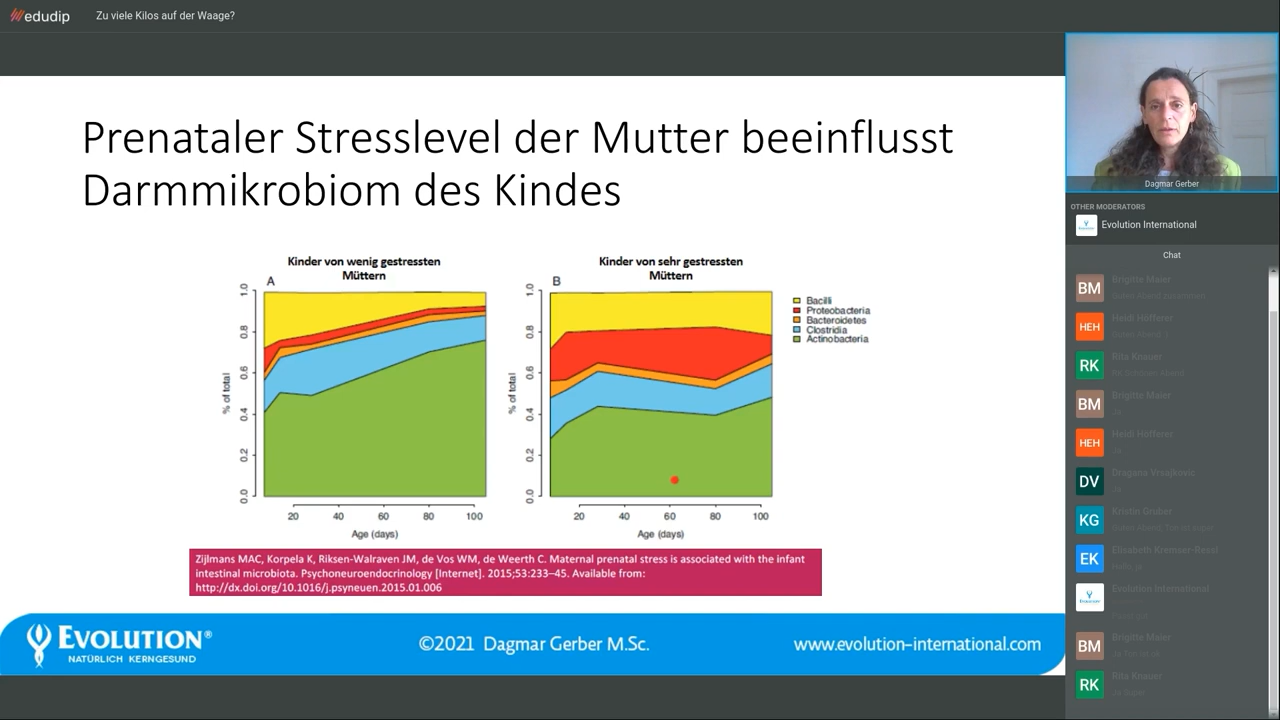 edudip
Zu viele Kilos auf der Waage?
Prenataler Stresslevel der Mutter beeinflusst
Darmmikrobiom des Kindes
Kinder von wenig gestressten
Müttern
A
% of total
1.0
0.8
0.6
0.4
0.2
0.0
20 40 60 80 100
Age (days)
Kinder von sehr gestressten
Müttern
B
% of total
1.0
0.8
0.6
0.4
0.2
0.0
20 40 60 80 100
Age (days)
Bacilli
Proteobacteria
Bacteroidetes
Clostridia
Actinobacteria
Zijlmans MAC, Korpela K, Riksen-Walraven JM, de Vos WM, de Weerth C. Maternal prenatal stress is associated with the infant
intestinal microbiota. Psychoneuroendocrinology [Internet]. 2015;53:233–45. Available from:
http://dx.doi.org/10.1016/j.psyneuen.2015.01.006
EVOLUTION®
NATÜRLICH KERNGESUND
©2021 Dagmar Gerber M.Sc.
www.evolution-international.com
Dagmar Gerber
OTHER MODERATORS
Evolution International
Chat
BM
Brigitte Maier
HEH
Heidi Höfferer
RK
Rita Knauer
BM
Brigitte Maier
Ja
HEH
Heidi Höfferer
Ja
DV
Dragana Vrsajkovic
Ja
KG
Kristin Gruber
EK
Evolution International
BM
Brigitte Maier
RK
Rita Knauer